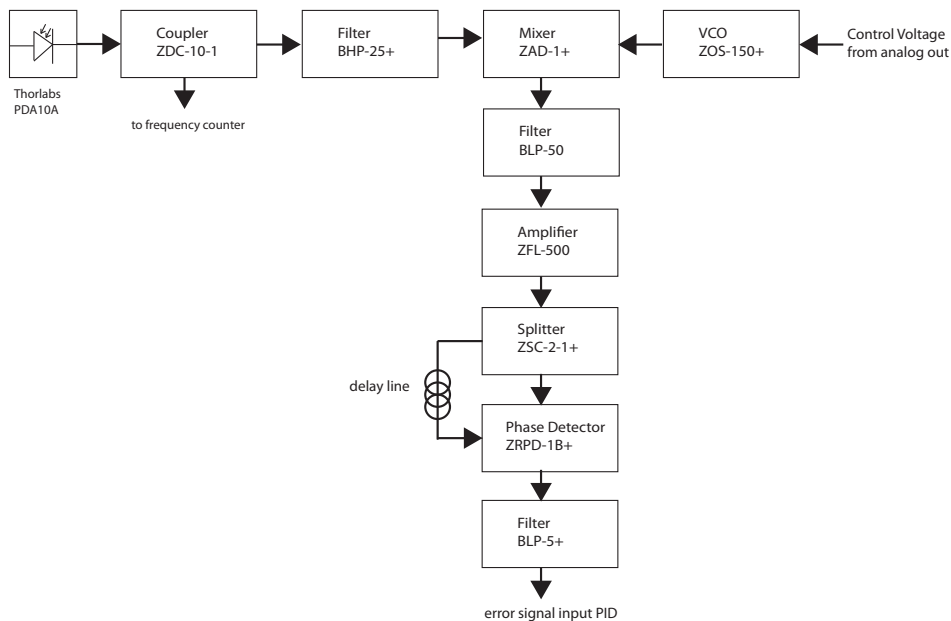 Thorlabs
PDA10A
Coupler
ZDC-10-1
to frequency counter
Filter
BHP-25+
Mixer
ZAD-1+
VCO
ZOS-150+
Control Voltage
from analog out
Filter
BLP-50
Amplifier
ZFL-500
Splitter
ZSC-2-1+
delay line
Phase Detector
ZRPD-1B+
Filter
BLP-5+
error signal input PID